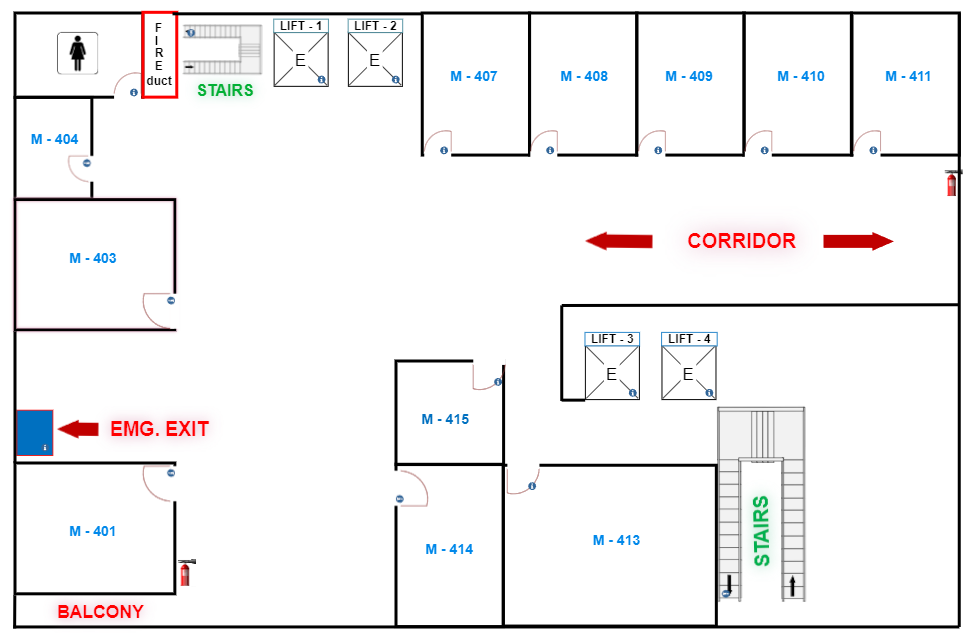 LIFT - 1
LIFT - 2
F
I
R
E
duct
E
E
STAIRS
M - 407
M - 408
M - 409
M - 410
M - 411
M - 404
CORRIDOR
M - 403
LIFT - 3
LIFT - 4
E
E
M - 415
EMG. EXIT
M - 401
M - 414
M - 413
STAIRS
BALCONY